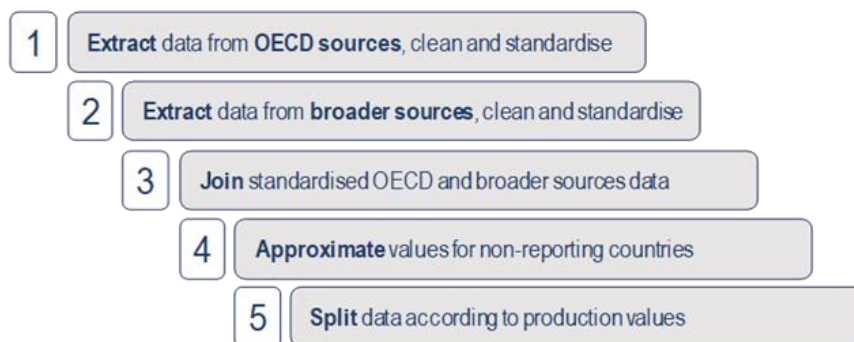 1 Extract data from OECD sources, clean and standardise
2 Extract data from broader sources, clean and standardise
3 Join standardised OECD and broader sources data
4 Approximate values for non-reporting countries
5 Split data according to production values